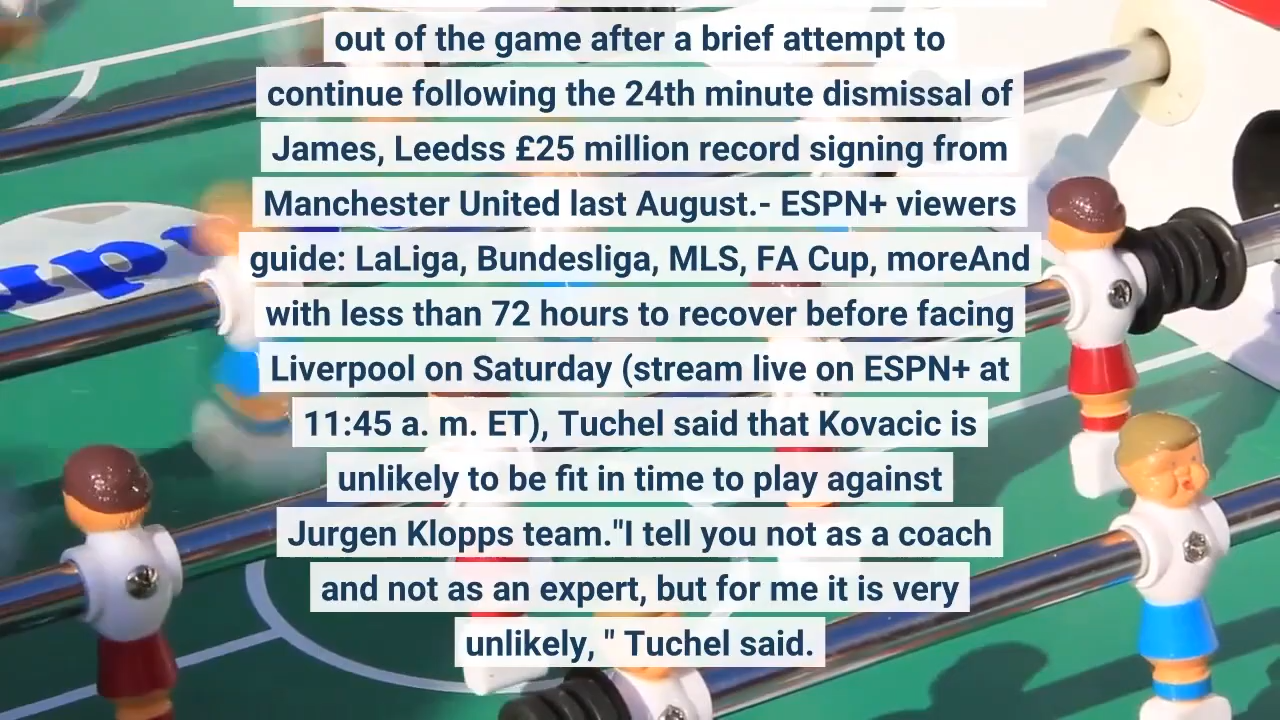 out of the game after a brief attempt to
continue following the 24th minute dismissal of
James, Leedss £25 million record signing from
Manchester United last August.- ESPN+ viewers
guide: LaLiga, Bundesliga, MLS, FA Cup, moreAnd
with less than 72 hours to recover before facing
Liverpool on Saturday (stream live on ESPN+ at
11:45 a. m. ET), Tuchel said that Kovacic is
unlikely to be fit in time to play against
Jurgen Klopps team."I tell you not as a coach
and not as an expert, but for me it is very
unlikely, " Tuchel said.